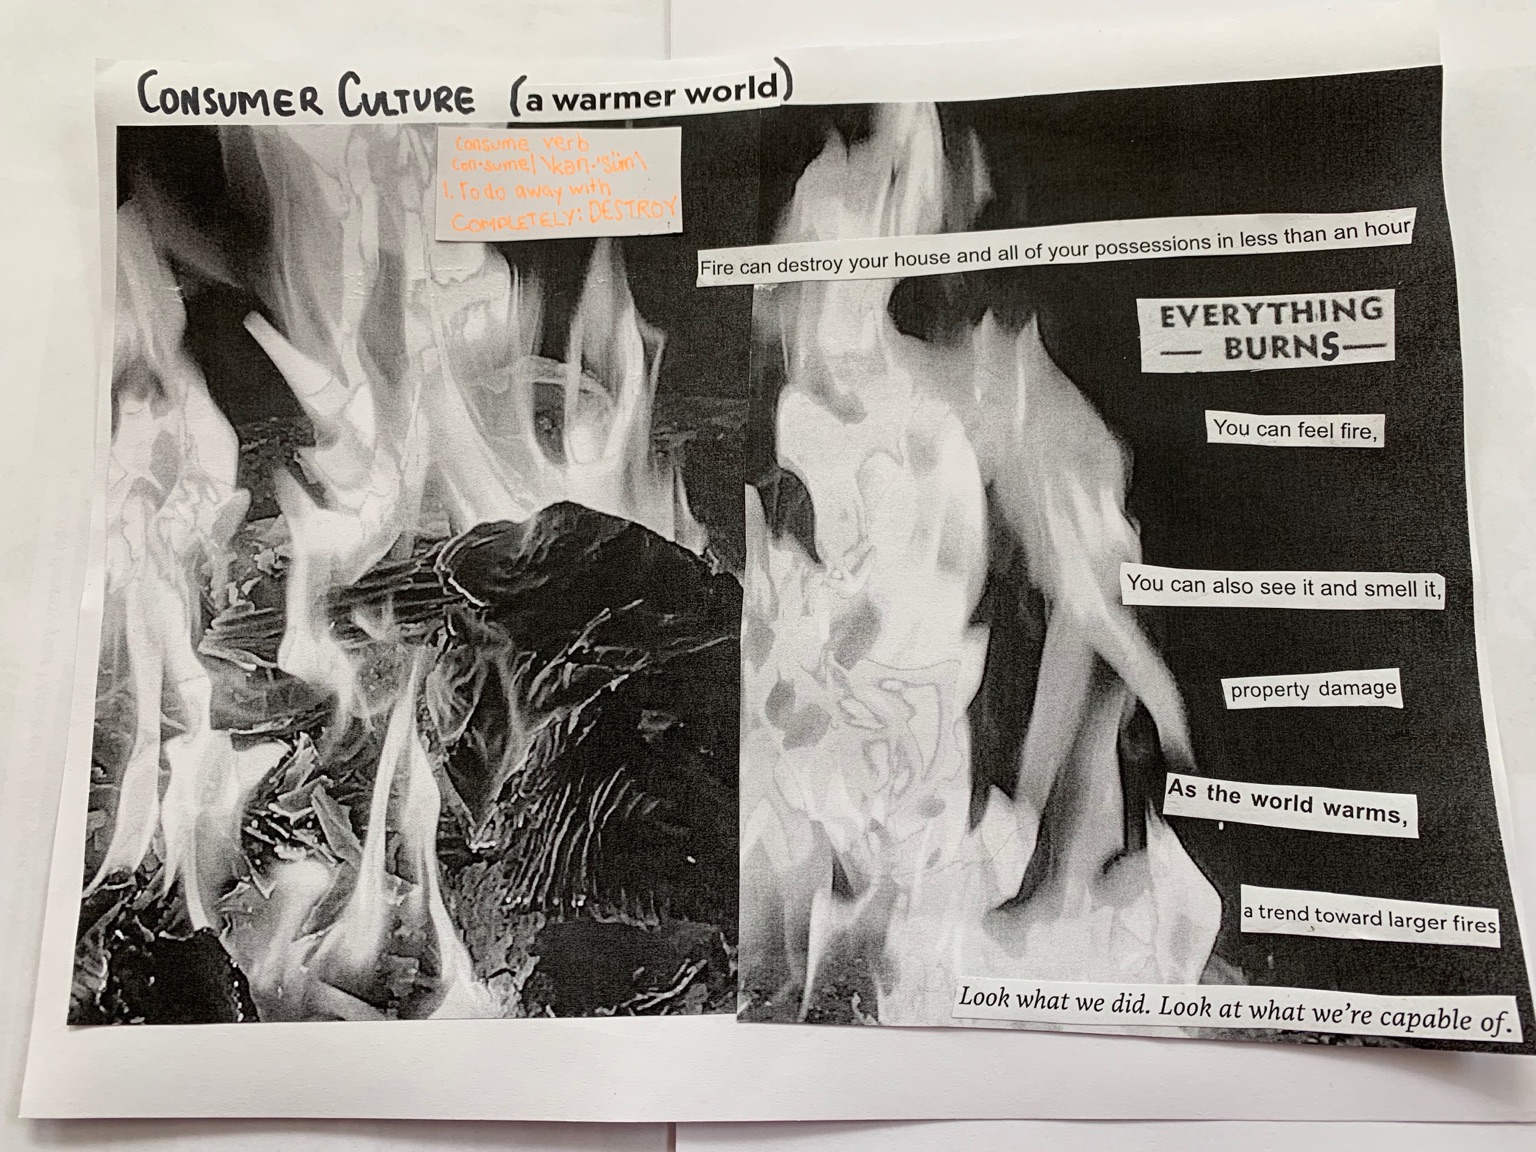 CONSUMER CULTURE (a warmer world)
Consume verb
Con·sume| \kən-ˈsüm\
1. To do away with
COMPLETELY: DESTROY
Fire can destroy your house and all of your possessions in less than an hour
EVERYTHING
— BURNS—
You can feel fire,
You can also see it and smell it,
property damage
As the world warms,
a trend toward larger fires
Look what we did. Look at what we're capable of.